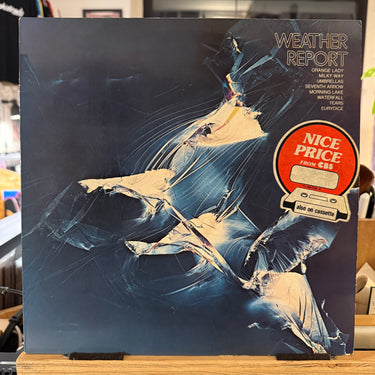 WEATHER
REPORT
ORANGE LADY
MILKY WAY
UMBRELLAS
SEVENTH ARROW
MORNING LAKE
WATERFALL
TEARS
EURYDICE
NICE
PRICE
FROM CBS
also on cassette